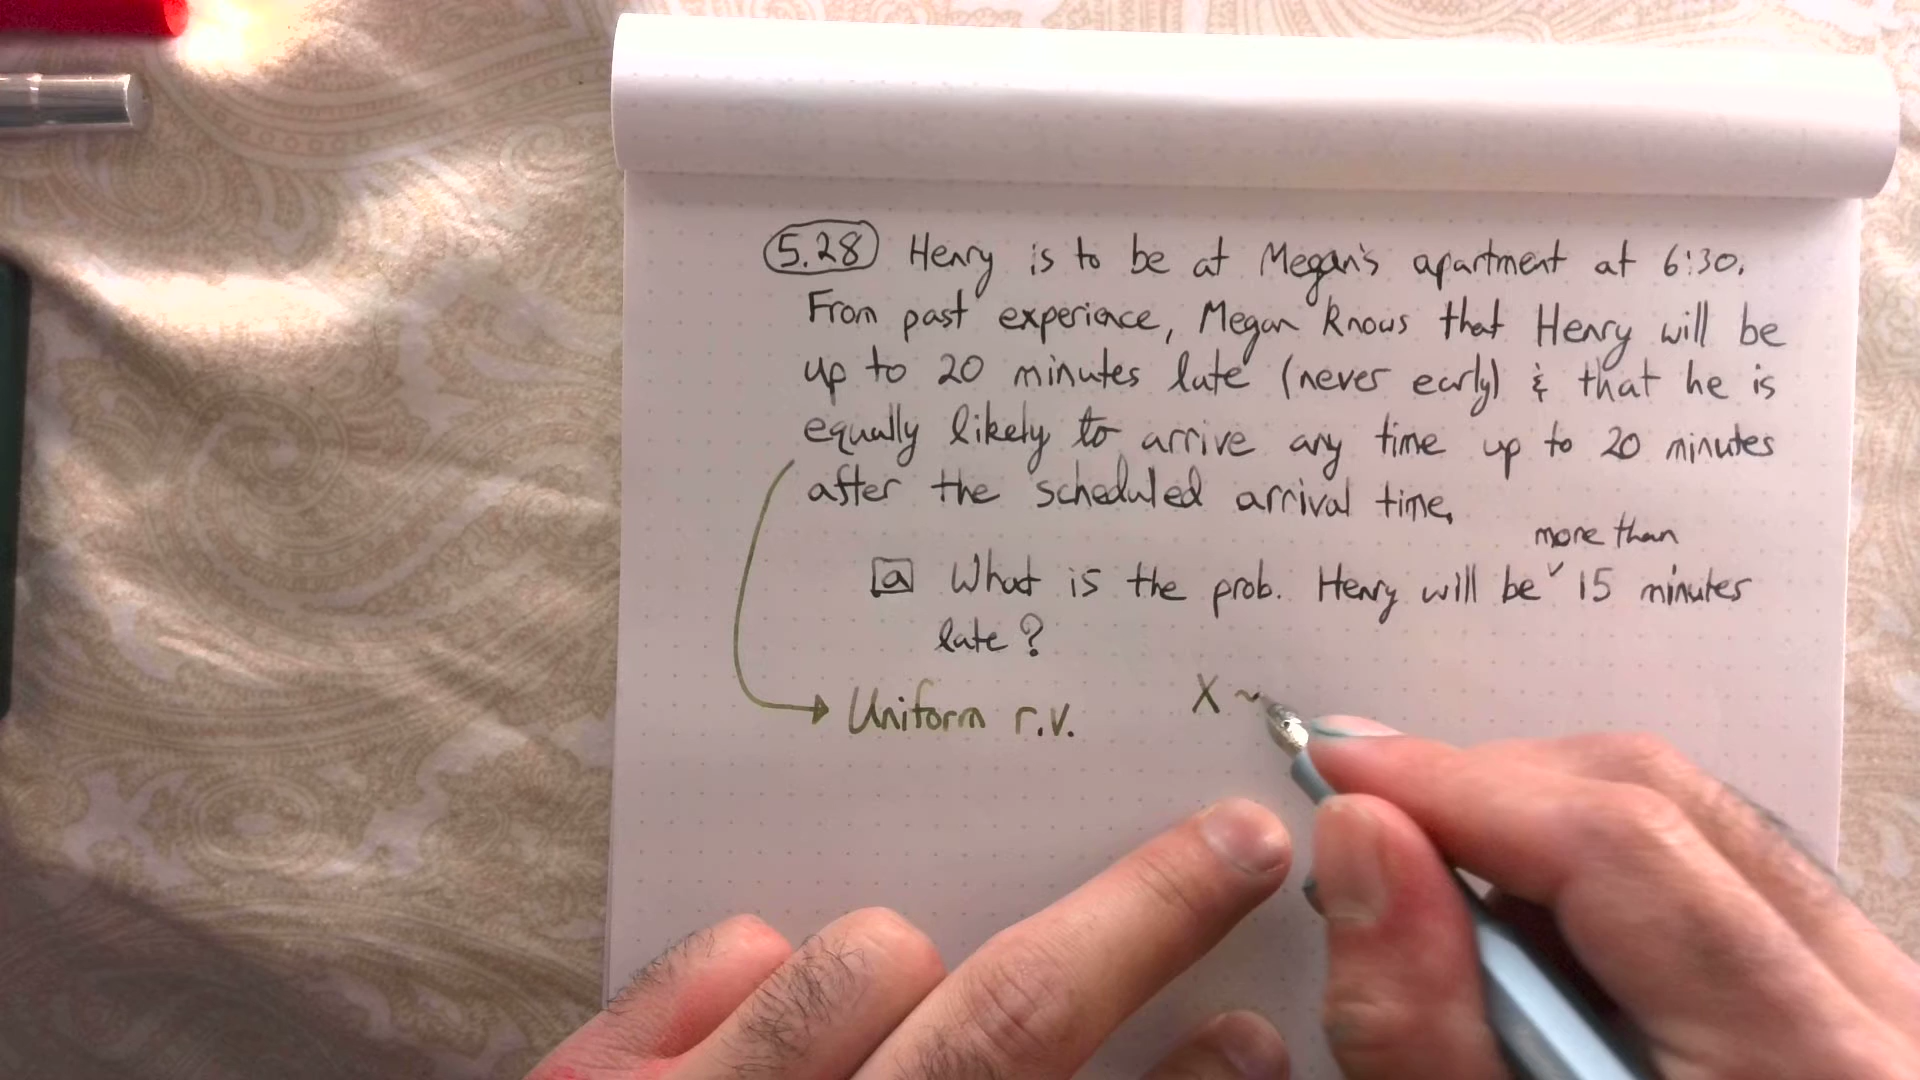 5.28 Henry is to be at Megan's apartment at 6:30.
From past experience, Megan knows that Henry will be
up to 20 minutes late (never early) & that he is
equally likely to arrive any time up to 20 minutes
after the scheduled arrival time.
more than
a What is the prob. Henry will be ˅ 15 minutes
late?
Uniform r.v. X ~